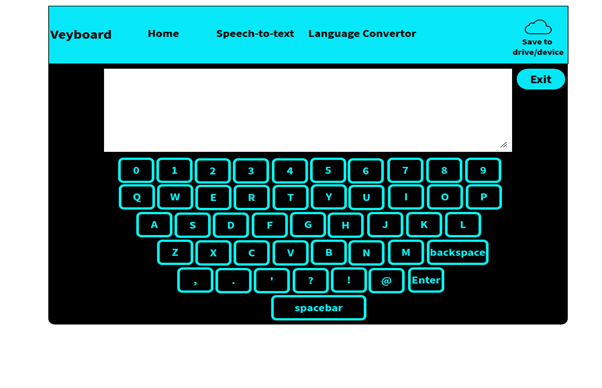 Veyboard Home Speech-to-text Language Convertor
Save to
drive/device
Exit
0 1 2 3 4 5 6 7 8 9
Q W E R T Y U I O P
A S D F G H J K L
Z X C V B N M backspace
, . ' ? ! @ Enter
spacebar